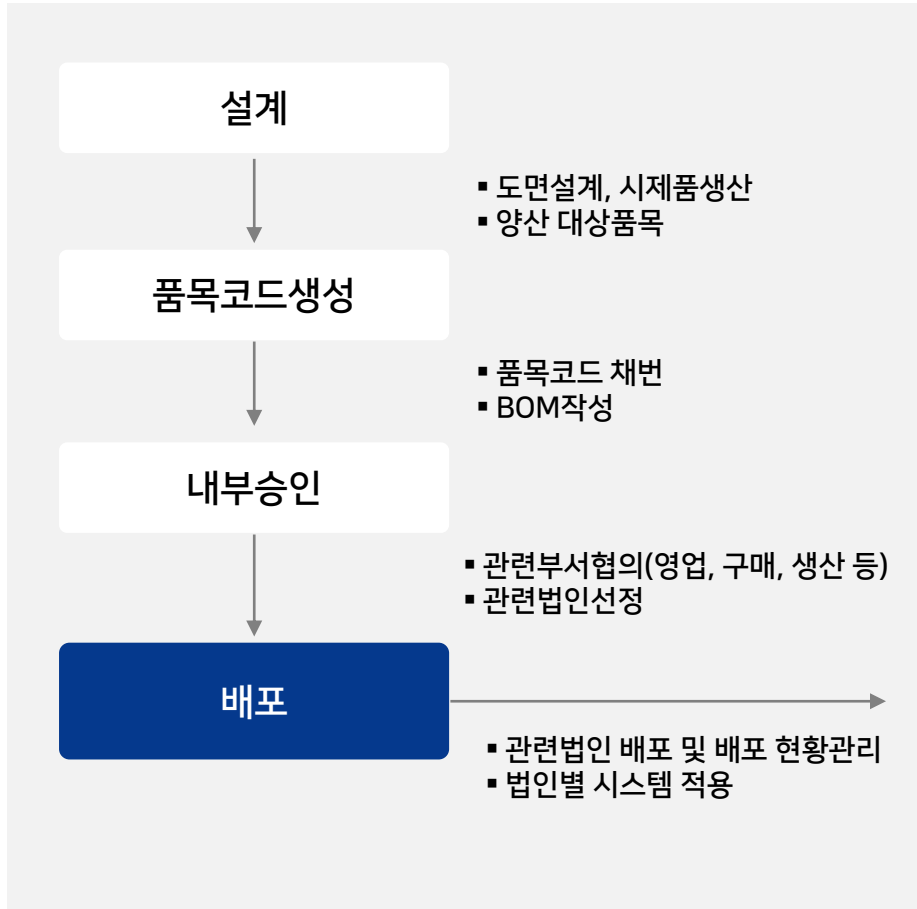 설계
▪ 도면설계, 시제품생산
▪ 양산 대상품목
품목코드생성
▪ 품목코드 채번
▪ BOM작성
내부승인
▪ 관련부서협의(영업, 구매, 생산 등)
▪ 관련법인선정
배포
▪ 관련법인 배포 및 배포 현황관리
▪ 법인별 시스템 적용